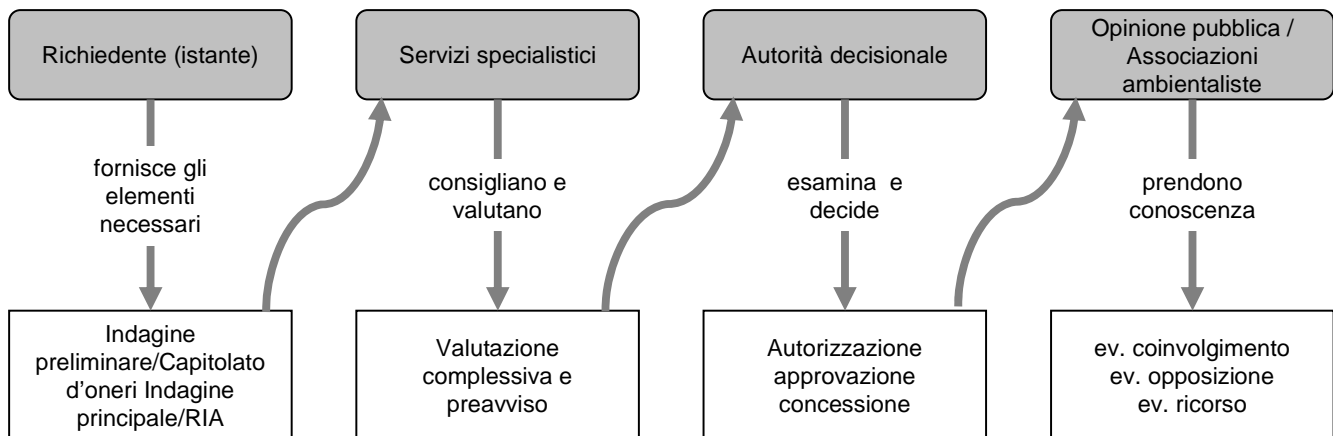 Richiedente (istante)
Servizi specialistici
Autorità decisionale
Opinione pubblica /
Associazioni
ambientaliste
fornisce gli
elementi
necessari
consigliano e
valutano
esamina e
decide
prendono
conoscenza
Indagine
preliminare/Capitolato
d'oneri Indagine
principale/RIA
Valutazione
complessiva e
preavviso
Autorizzazione
approvazione
concessione
ev. coinvolgimento
ev. opposizione
ev. ricorso